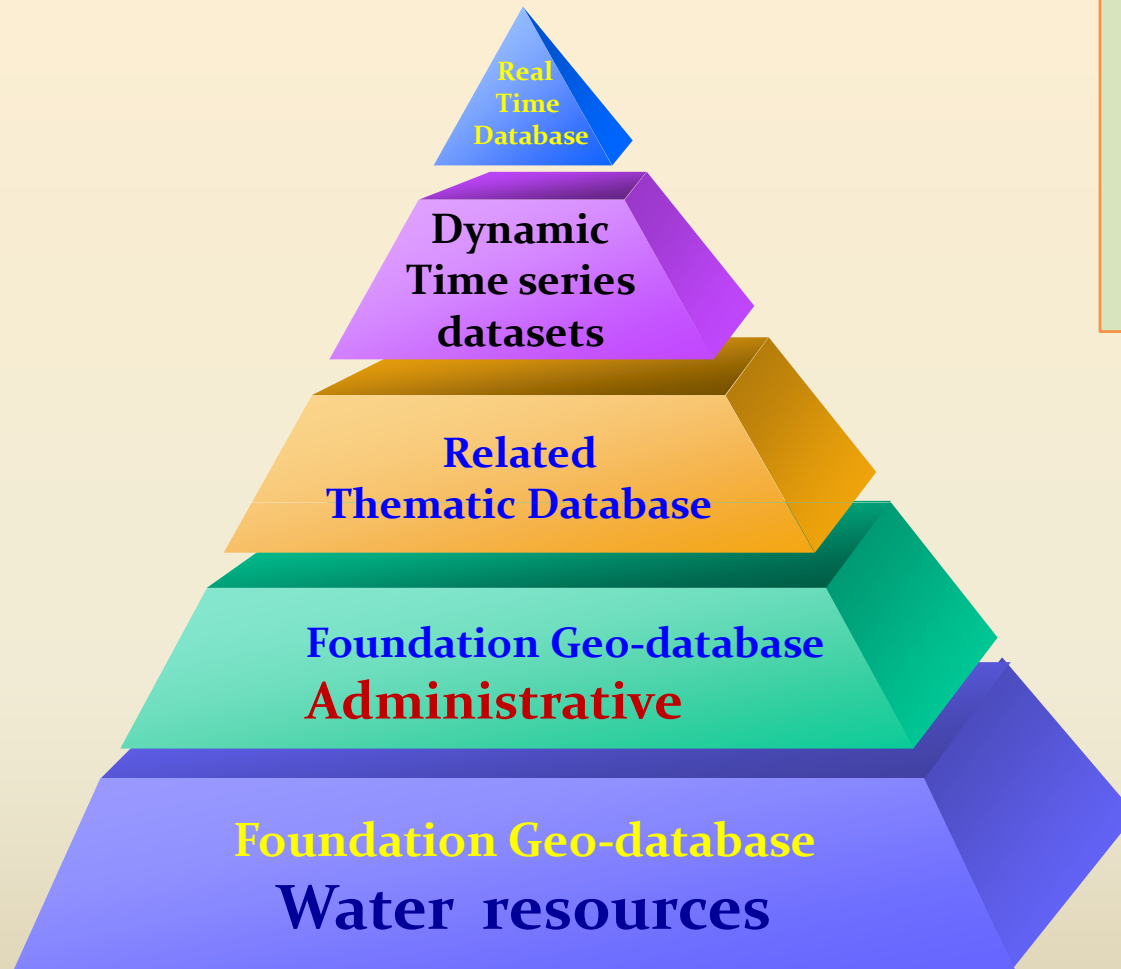 Real
Time
Database
Dynamic
Time series
datasets
Related
Thematic Database
Foundation Geo-database
Administrative
Foundation Geo-database
Water resources